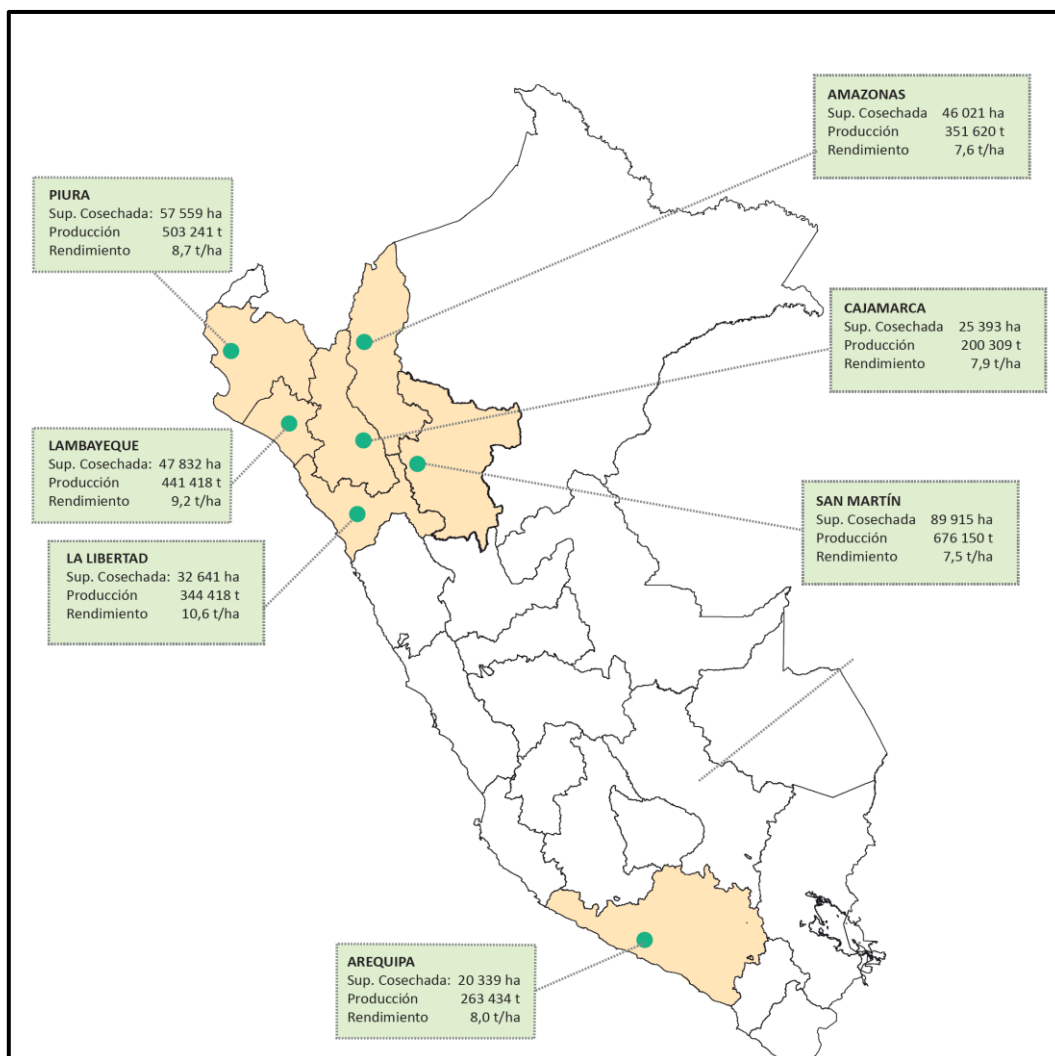 AMAZONAS
Sup. Cosechada 46 021 ha
Producción 351 620 t
Rendimiento 7,6 t/ha
PIURA
Sup. Cosechada: 57 559 ha
Producción 503 241 t
Rendimiento 8,7 t/ha
CAJAMARCA
Sup. Cosechada 25 393 ha
Producción 200 309 t
Rendimiento 7,9 t/ha
LAMBAYEQUE
Sup. Cosechada: 47 832 ha
Producción 441 418 t
Rendimiento 9,2 t/ha
SAN MARTÍN
Sup. Cosechada 89 915 ha
Producción 676 150 t
Rendimiento 7,5 t/ha
LA LIBERTAD
Sup. Cosechada: 32 641 ha
Producción 344 418 t
Rendimiento 10,6 t/ha
AREQUIPA
Sup. Cosechada: 20 339 ha
Producción 263 434 t
Rendimiento 8,0 t/ha